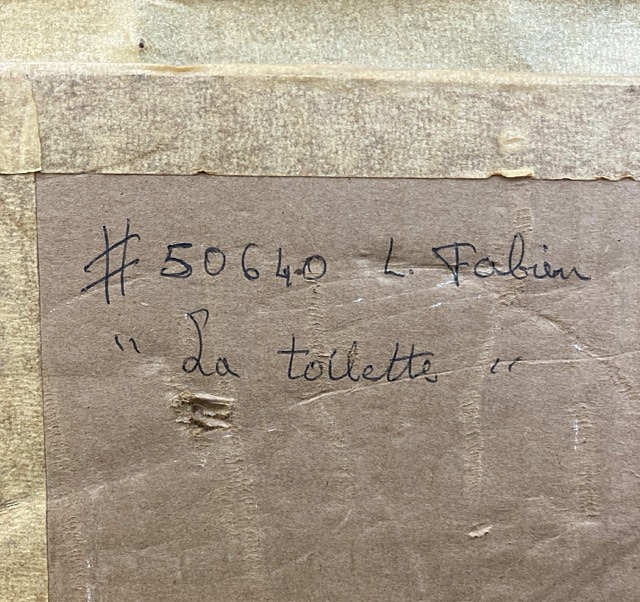 # 50640 L. Fabien
" La toilette "